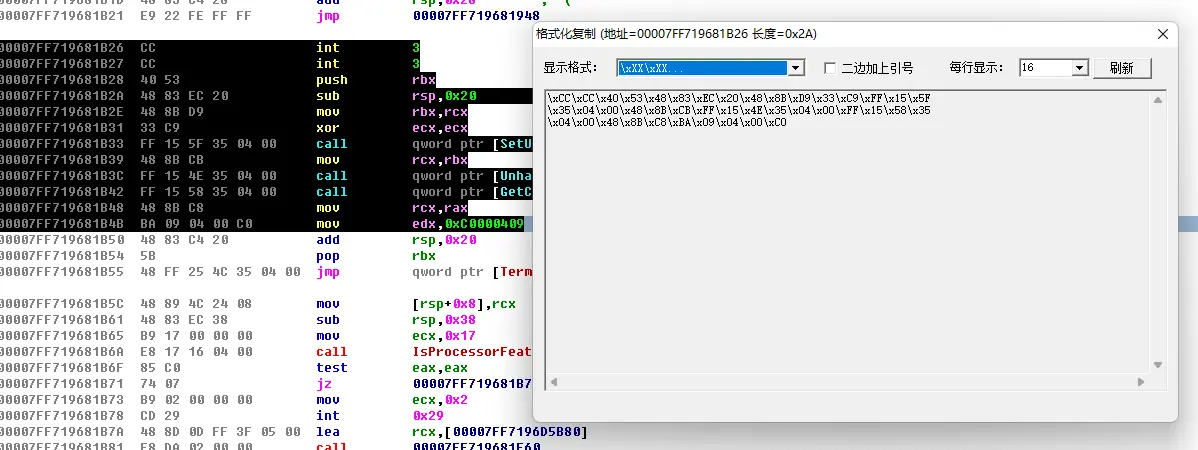 add rsp,0x20
00007FF719681B21 E9 22 FE FF FF jmp 00007FF719681948
00007FF719681B26 CC int 3
00007FF719681B27 CC int 3
00007FF719681B28 40 53 push rbx
00007FF719681B2A 48 83 EC 20 sub rsp,0x20
00007FF719681B2E 48 8B D9 mov rbx,rcx
00007FF719681B31 33 C9 xor ecx,ecx
00007FF719681B33 FF 15 5F 35 04 00 call qword ptr [SetU
00007FF719681B39 48 8B CB mov rcx,rbx
00007FF719681B3C FF 15 4E 35 04 00 call qword ptr [Unha
00007FF719681B42 FF 15 58 35 04 00 call qword ptr [GetC
00007FF719681B48 48 8B C8 mov rcx,rax
00007FF719681B4B BA 09 04 00 C0 mov edx,0xC0000409
00007FF719681B50 48 83 C4 20 add rsp,0x20
00007FF719681B54 5B pop rbx
00007FF719681B55 48 FF 25 4C 35 04 00 jmp qword ptr [Term
00007FF719681B5C 48 89 4C 24 08 mov [rsp+0x8],rcx
00007FF719681B61 48 83 EC 38 sub rsp,0x38
00007FF719681B65 B9 17 00 00 00 mov ecx,0x17
00007FF719681B6A E8 17 16 04 00 call IsProcessorFeat
00007FF719681B6F 85 C0 test eax,eax
00007FF719681B71 74 07 jz 00007FF719681B7
00007FF719681B73 B9 02 00 00 00 mov ecx,0x2
00007FF719681B78 CD 29 int 0x29
00007FF719681B7A 48 8D 0D FF 3F 05 00 lea rcx,[00007FF7196D5B80]
00007FF719681B81 E8 DA 02 00 00 call 00007FF719681E60
格式化复制 (地址=00007FF719681B26 长度=0x2A)
显示格式: \xXX\xXX... 二边加上引号 每行显示: 16 刷新
\xCC\xCC\x40\x53\x48\x83\xEC\x20\x48\x8B\xD9\x33\xC9\xFF\x15\x5F
\x35\x04\x00\x48\x8B\xCB\xFF\x15\x4E\x35\x04\x00\xFF\x15\x58\x35
\x04\x00\x48\x8B\xC8\xBA\x09\x04\x00\xC0